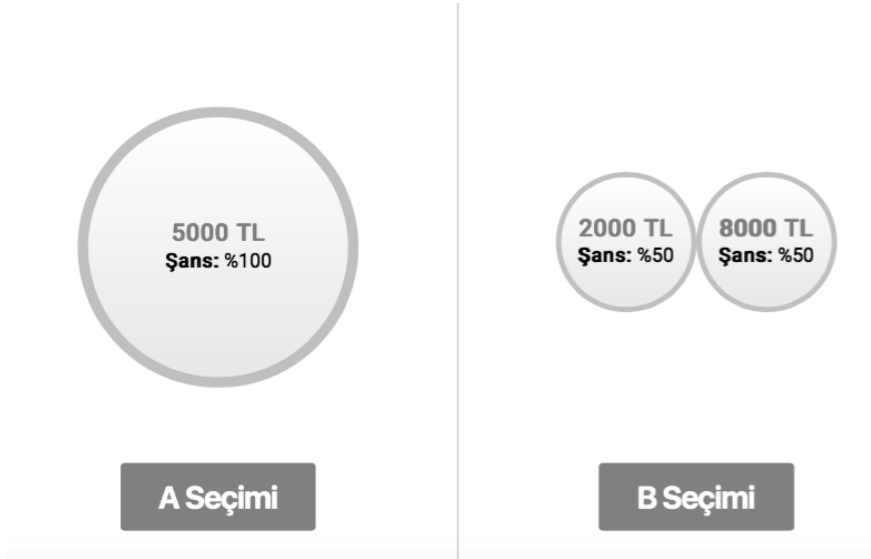 5000 TL
Şans: %100
2000 TL
Şans: %50
8000 TL
Şans: %50
A Seçimi
B Seçimi